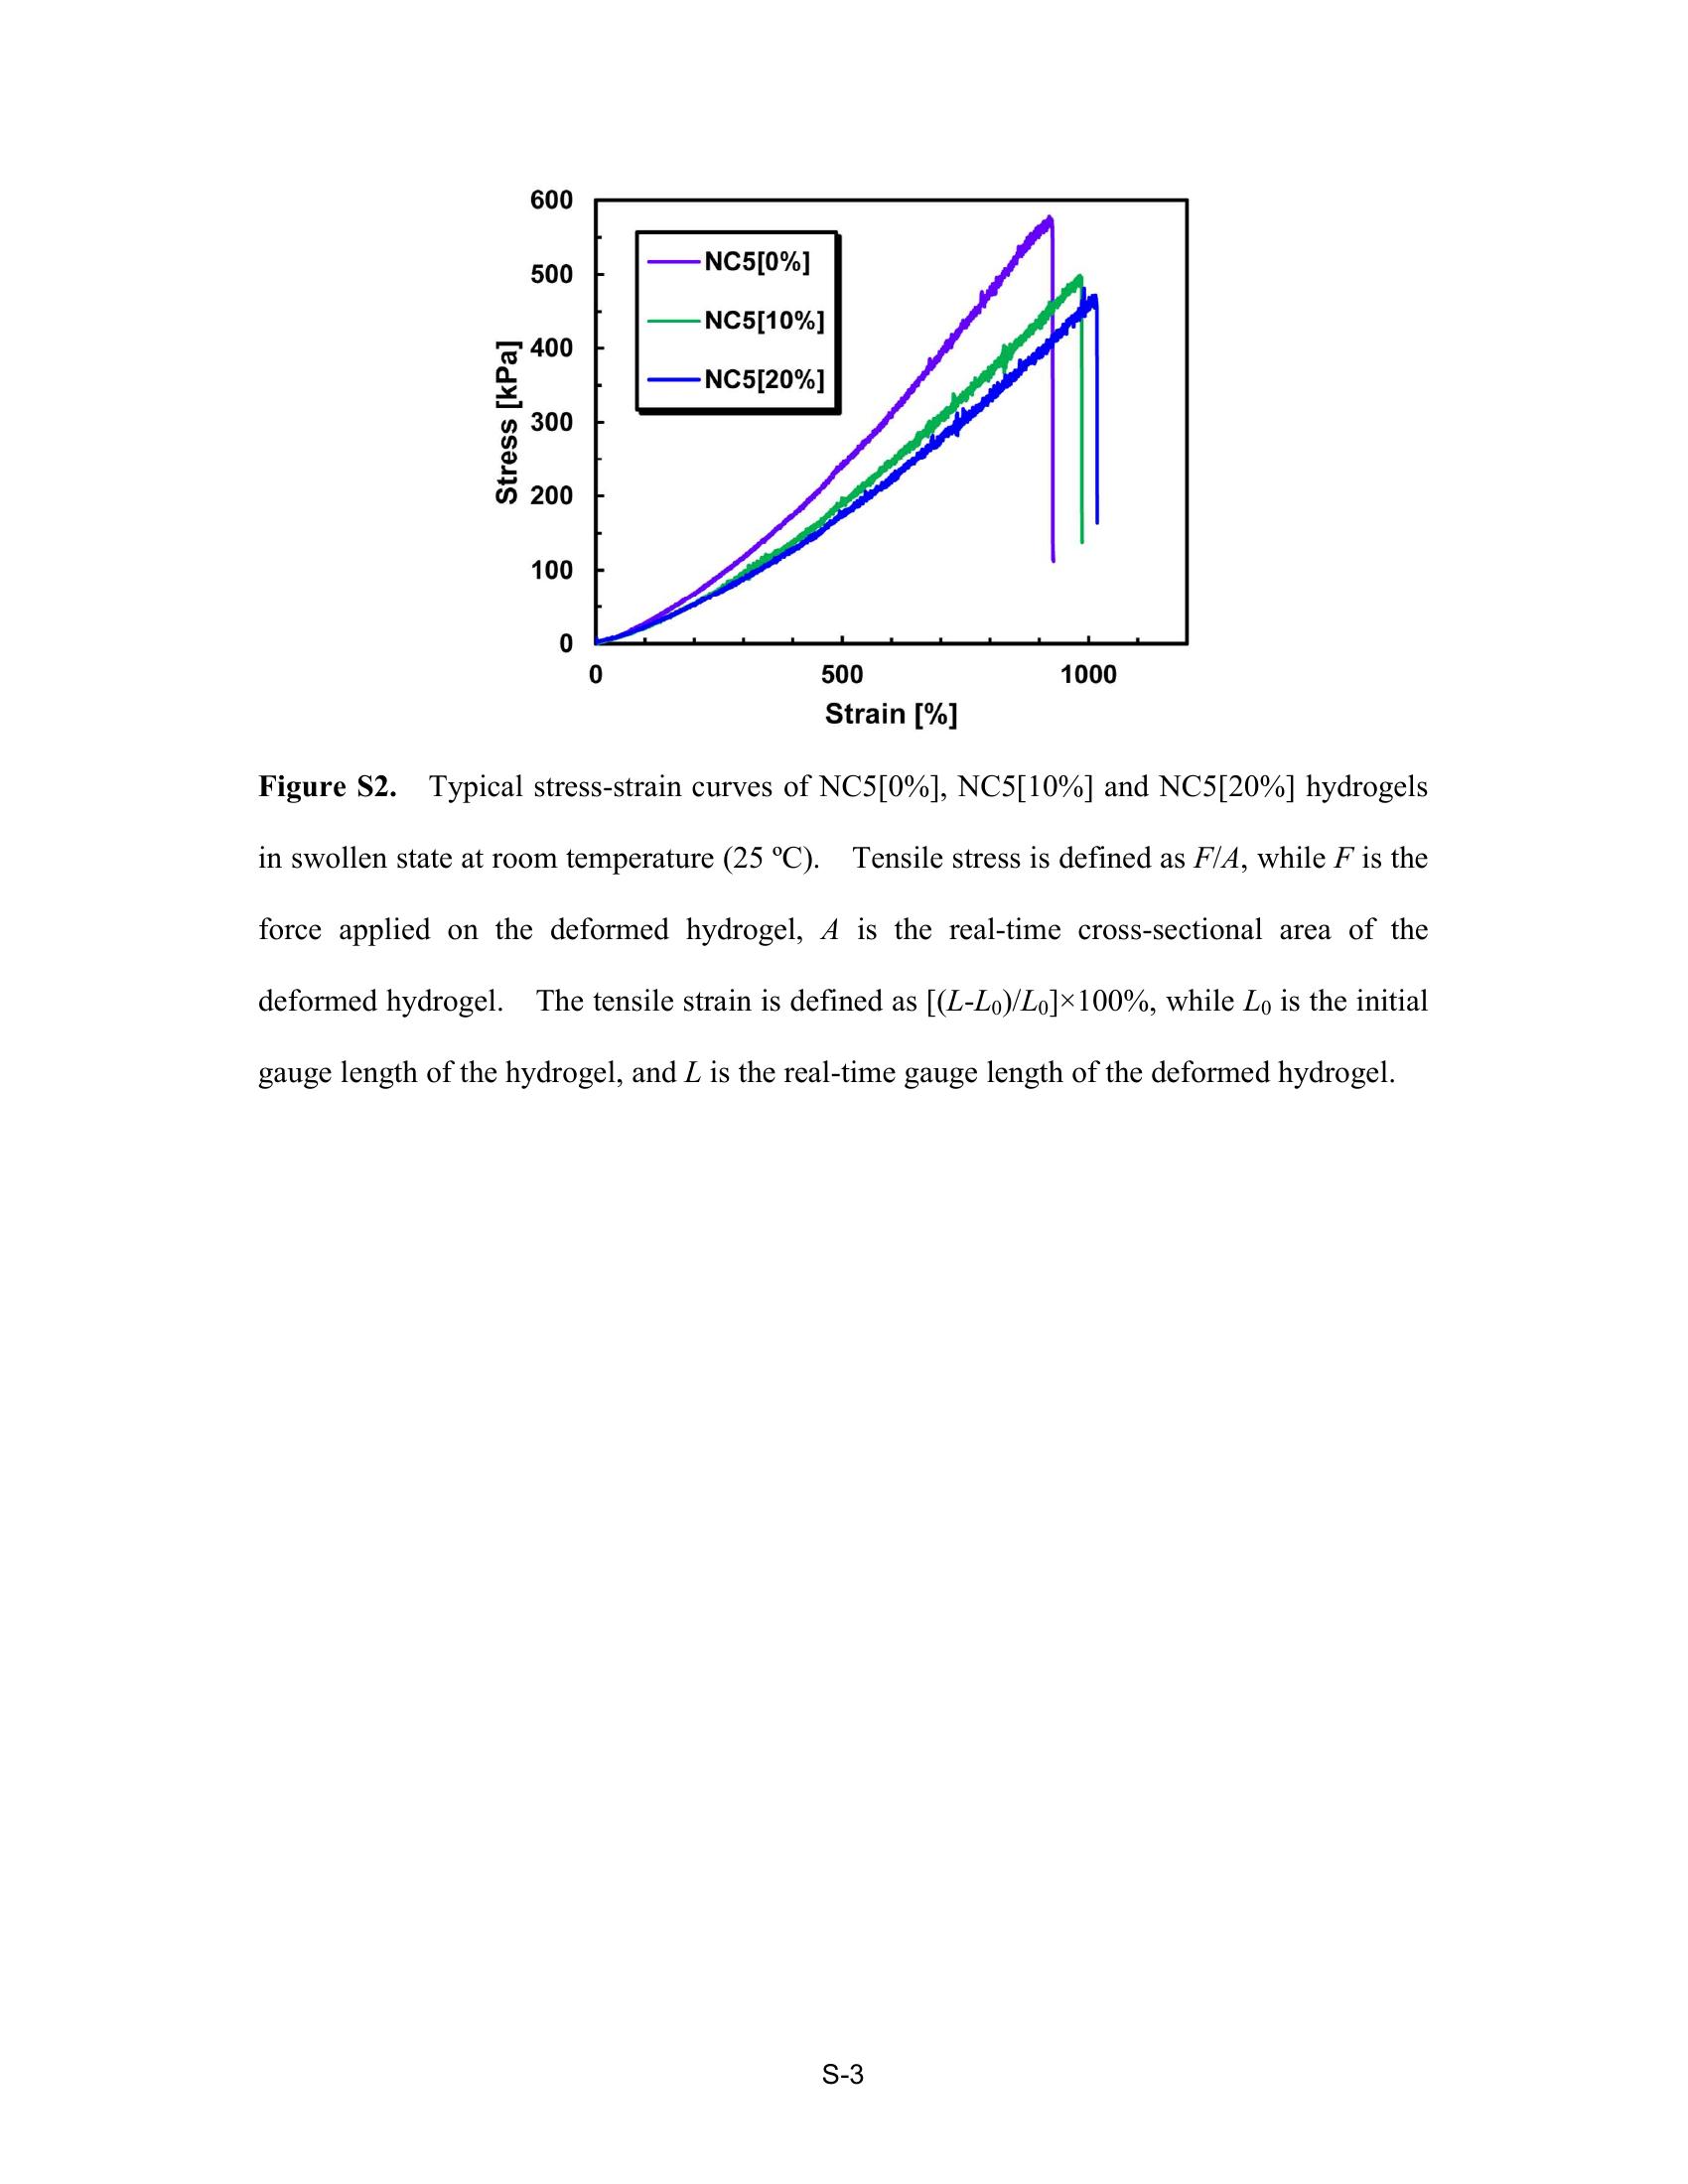 600
500
400
300
200
100
0
Stress [kPa]
NC5[0%]
NC5[10%]
NC5[20%]
0 500 1000
Strain [%]
Figure S2. Typical stress-strain curves of NC5[0%], NC5[10%] and NC5[20%] hydrogels
in swollen state at room temperature (25 ºC). Tensile stress is defined as F/A, while F is the
force applied on the deformed hydrogel, A is the real-time cross-sectional area of the
deformed hydrogel. The tensile strain is defined as [(L-L₀)/L₀]×100%, while L₀ is the initial
gauge length of the hydrogel, and L is the real-time gauge length of the deformed hydrogel.
S-3